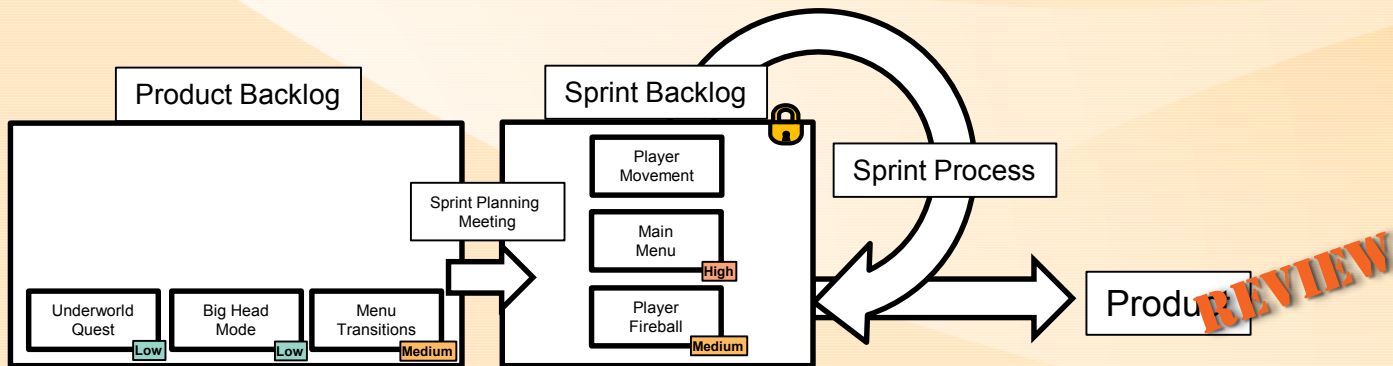 Product Backlog
Sprint Backlog
Sprint Process
Sprint Planning
Meeting
Player
Movement
Main
Menu
High
Player
Fireball
Medium
Underworld
Quest
Low
Big Head
Mode
Low
Menu
Transitions
Medium
Product
REVIEW